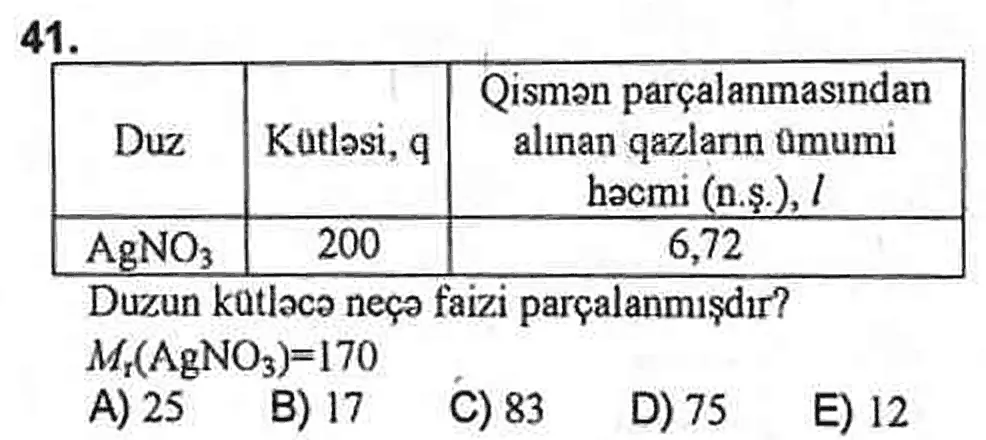 41.
Duz | Kütləsi, q | Qismən parçalanmasından alınan qazların ümumi həcmi (n.ş.), l
AgNO₃ | 200 | 6,72
Duzun kütləcə neçə faizi parçalanmışdır?
Mᵣ(AgNO₃)=170
A) 25 B) 17 C) 83 D) 75 E) 12